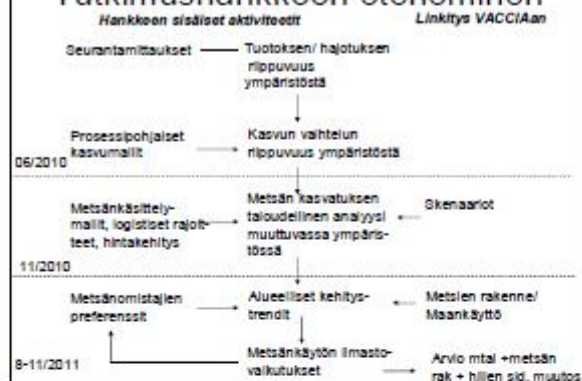 Tutkimushankkeen eteneminen
Hankkeen sisäiset aktiviteetit
Linkitys VACCIAan
Seurantamittaukset
Tuotoksen/ hajotuksen
riippuvuus
ympäristöstä
Prosessipohjaiset
kasvumallit
Kasvun vaihtelun
riippuvuus ympäristöstä
06/2010
Metsänkäsittely-
mallit, logistiset rajoit-
teet, hintakehitys
Metsän kasvatuksen
taloudellinen analyysi
muuttuvassa ympäris-
tössä
Skenaariot
11/2010
Metsänomistajien
preferenssit
Alueelliset kehitys-
trendit
Metsien rakenne/
Maankäyttö
8-11/2011
Metsänkäytön ilmasto-
vaikutukset
Arvio mtal +metsän
rak + hiilen sid. muutos